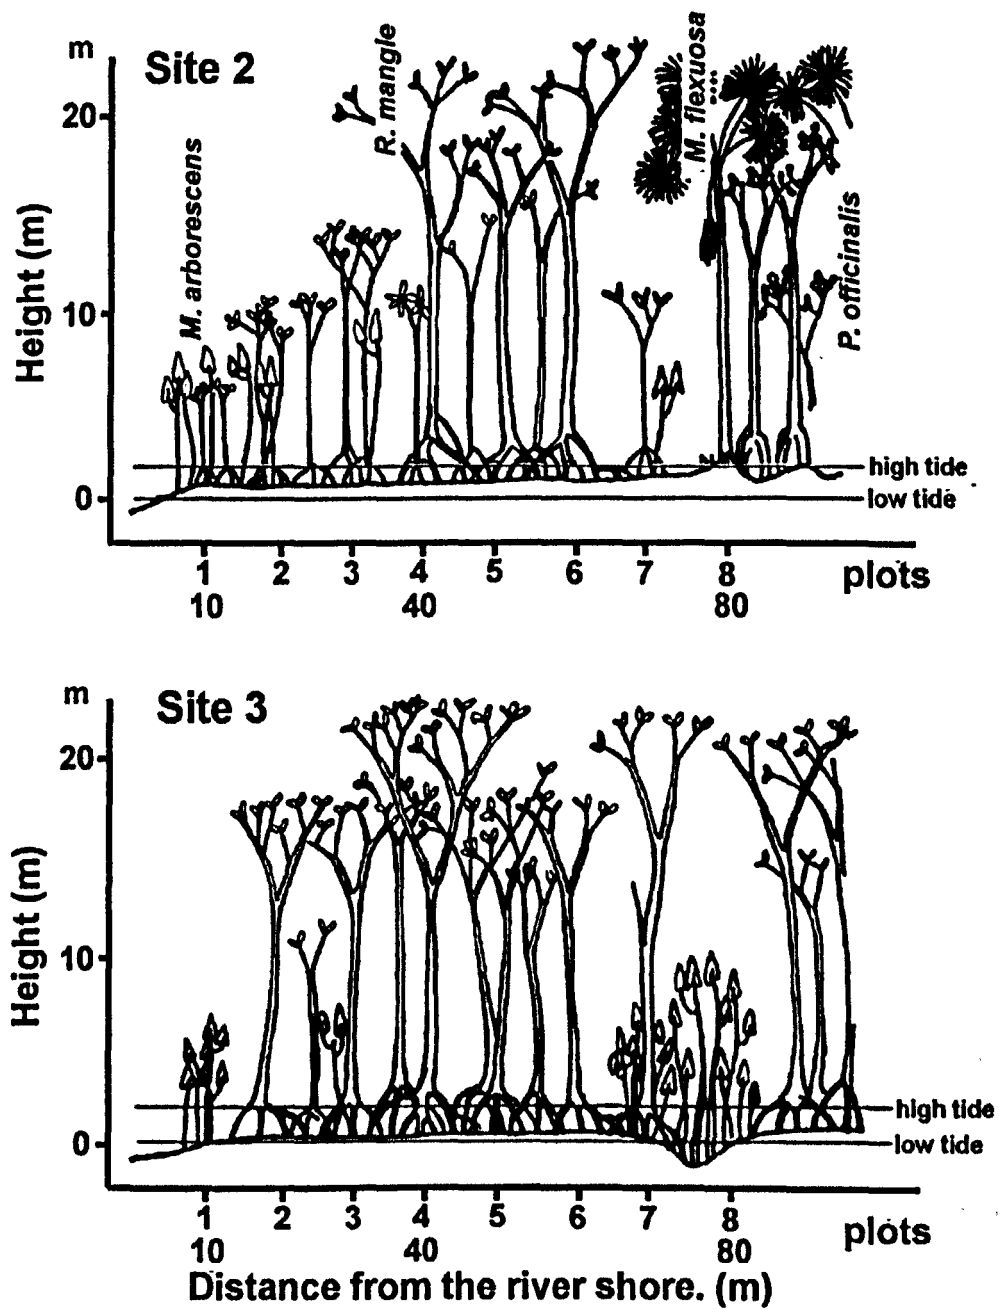 m
Site 2
20
10
0
Height (m)
M. arborescens
R. mangle
M. flexuosa
P. officinalis
high tide
low tide
1 2 3 4 5 6 7 8 plots
10 40 80
m
Site 3
20
10
0
Height (m)
high tide
low tide
1 2 3 4 5 6 7 8 plots
10 40 80
Distance from the river shore. (m)